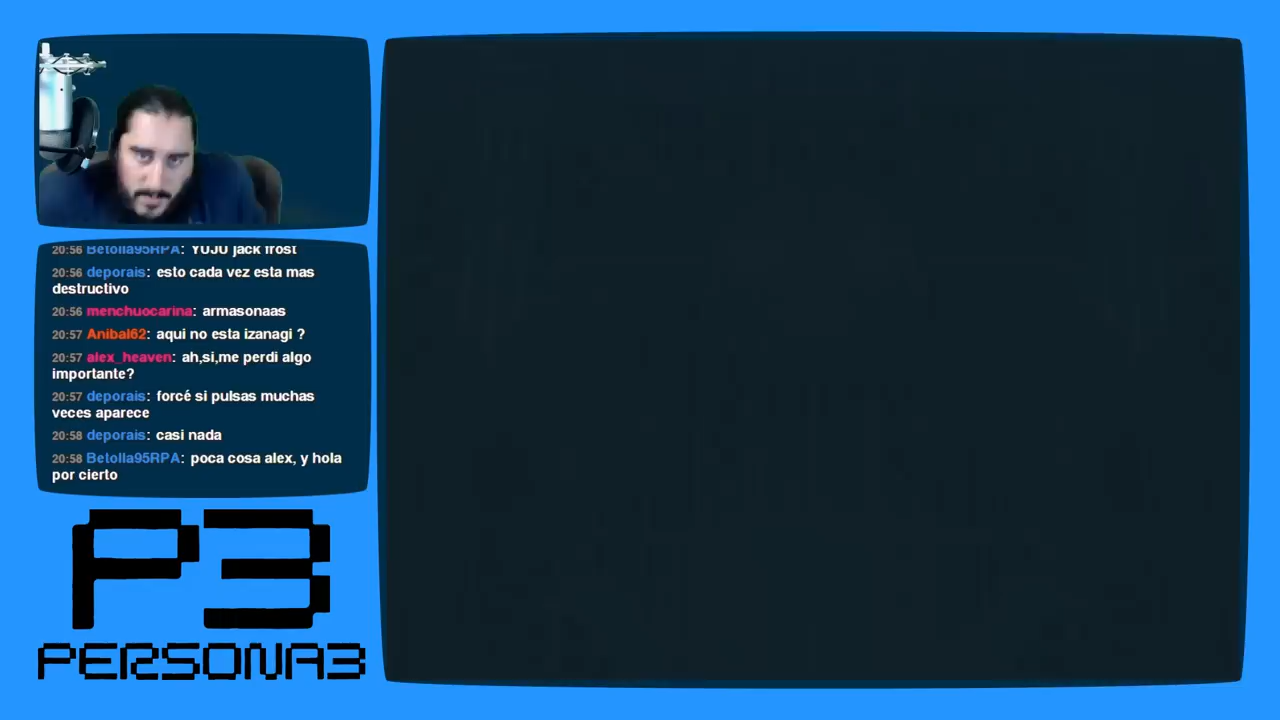 20:56 Betolla95RPA: YUJU jack frost
20:56 deporais: esto cada vez esta mas
destructivo
20:56 menchuocarina: armasonaas
20:57 Anibal62: aqui no esta izanagi ?
20:57 alex_heaven: ah,si,me perdi algo
importante?
20:57 deporais: forcé si pulsas muchas
veces aparece
20:58 deporais: casi nada
20:58 Betolla95RPA: poca cosa alex, y hola
por cierto
P3
PERSONA3